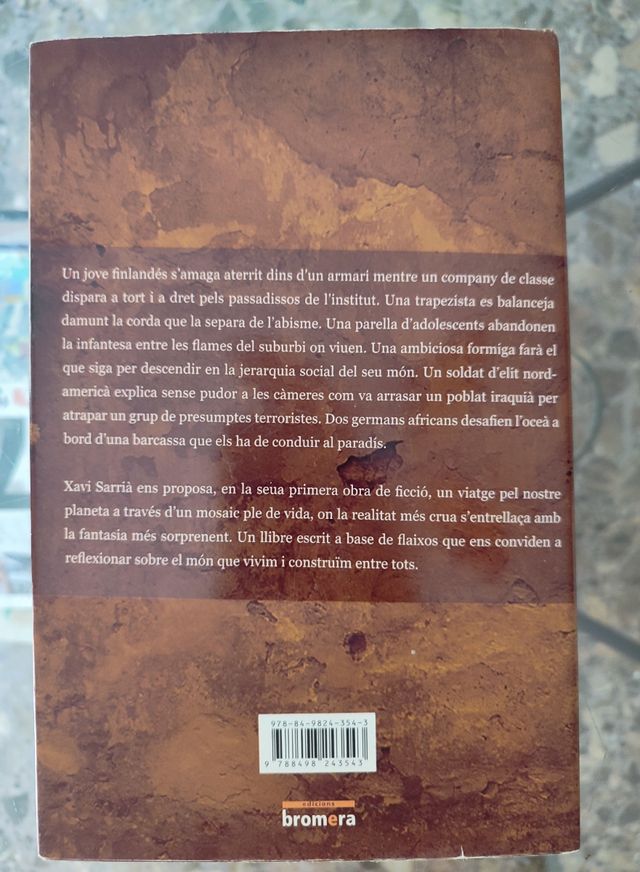 Un jove finlandés s'amaga aterrit dins d'un armari mentre un company de classe
dispara a tort i a dret pels passadissos de l'institut. Una trapezista es balanceja
damunt la corda que la separa de l'abisme. Una parella d'adolescents abandonen
la infantesa entre les flames del suburbi on viuen. Una ambiciosa formiga farà el
que siga per descendir en la jerarquia social del seu món. Un soldat d'elit nord-
americà explica sense pudor a les càmeres com va arrasar un poblat iraquià per
atrapar un grup de presumptes terroristes. Dos germans africans desafien l'oceà a
bord d'una barcassa que els ha de conduir al paradís.
Xavi Sarrià ens proposa, en la seua primera obra de ficció, un viatge pel nostre
planeta a través d'un mosaic ple de vida, on la realitat més crua s'entrellaça amb
la fantasia més sorprenent. Un llibre escrit a base de flaixos que ens conviden a
reflexionar sobre el món que vivim i construïm entre tots.
978-84-9824-354-3
9 788498 243543
edicions
bromera